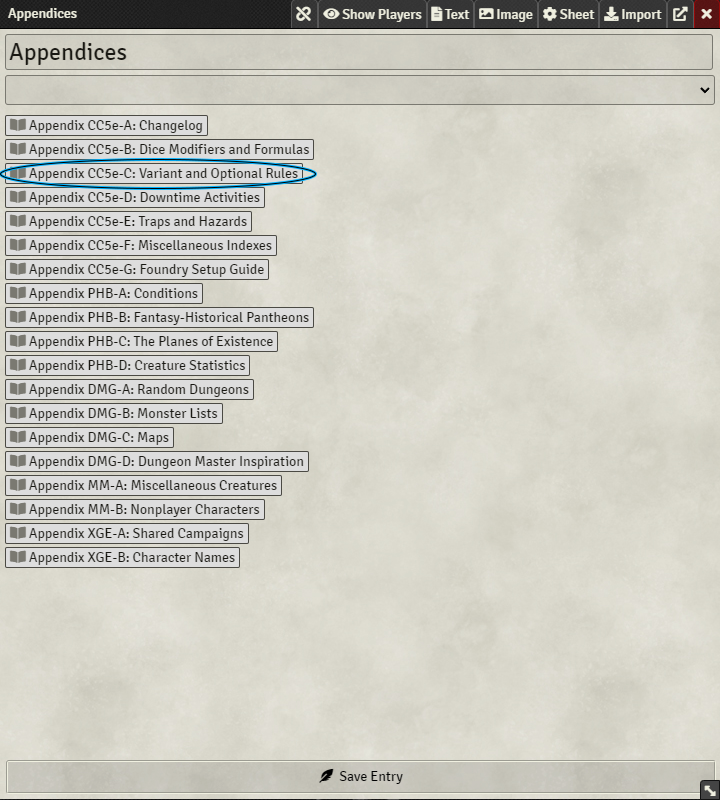 Appendices Show Players Text Image Sheet Import
Appendices
Appendix CC5e-A: Changelog
Appendix CC5e-B: Dice Modifiers and Formulas
Appendix CC5e-C: Variant and Optional Rules
Appendix CC5e-D: Downtime Activities
Appendix CC5e-E: Traps and Hazards
Appendix CC5e-F: Miscellaneous Indexes
Appendix CC5e-G: Foundry Setup Guide
Appendix PHB-A: Conditions
Appendix PHB-B: Fantasy-Historical Pantheons
Appendix PHB-C: The Planes of Existence
Appendix PHB-D: Creature Statistics
Appendix DMG-A: Random Dungeons
Appendix DMG-B: Monster Lists
Appendix DMG-C: Maps
Appendix DMG-D: Dungeon Master Inspiration
Appendix MM-A: Miscellaneous Creatures
Appendix MM-B: Nonplayer Characters
Appendix XGE-A: Shared Campaigns
Appendix XGE-B: Character Names
Save Entry